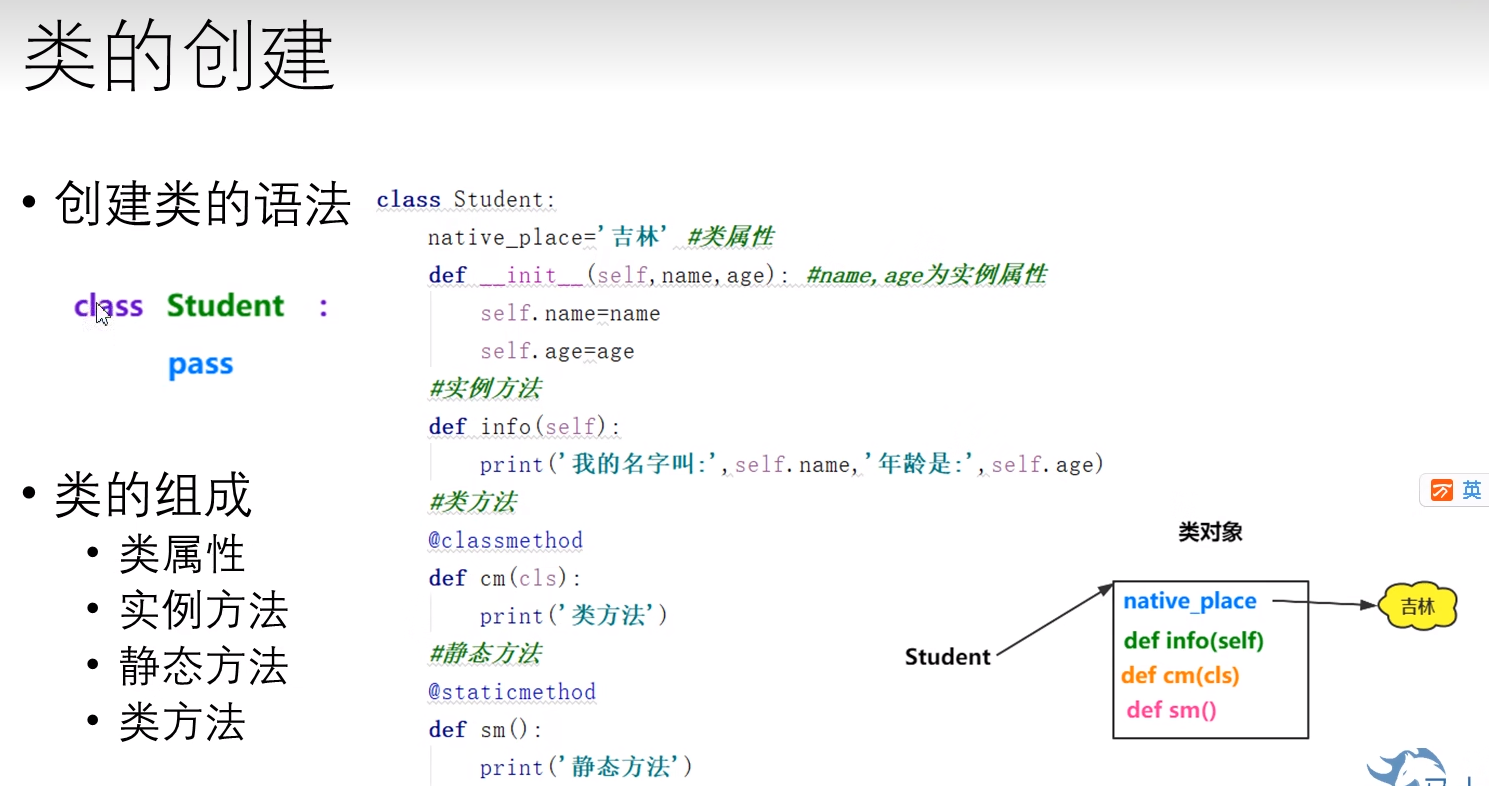 类的创建
• 创建类的语法
class Student :
pass
class Student:
native_place='吉林' #类属性
def __init__(self,name,age): #name,age为实例属性
self.name=name
self.age=age
#实例方法
def info(self):
print('我的名字叫:',self.name,'年龄是:',self.age)
#类方法
@classmethod
def cm(cls):
print('类方法')
#静态方法
@staticmethod
def sm():
print('静态方法')
• 类的组成
• 类属性
• 实例方法
• 静态方法
• 类方法
类对象
Student
native_place
def info(self)
def cm(cls)
def sm()
吉林
英